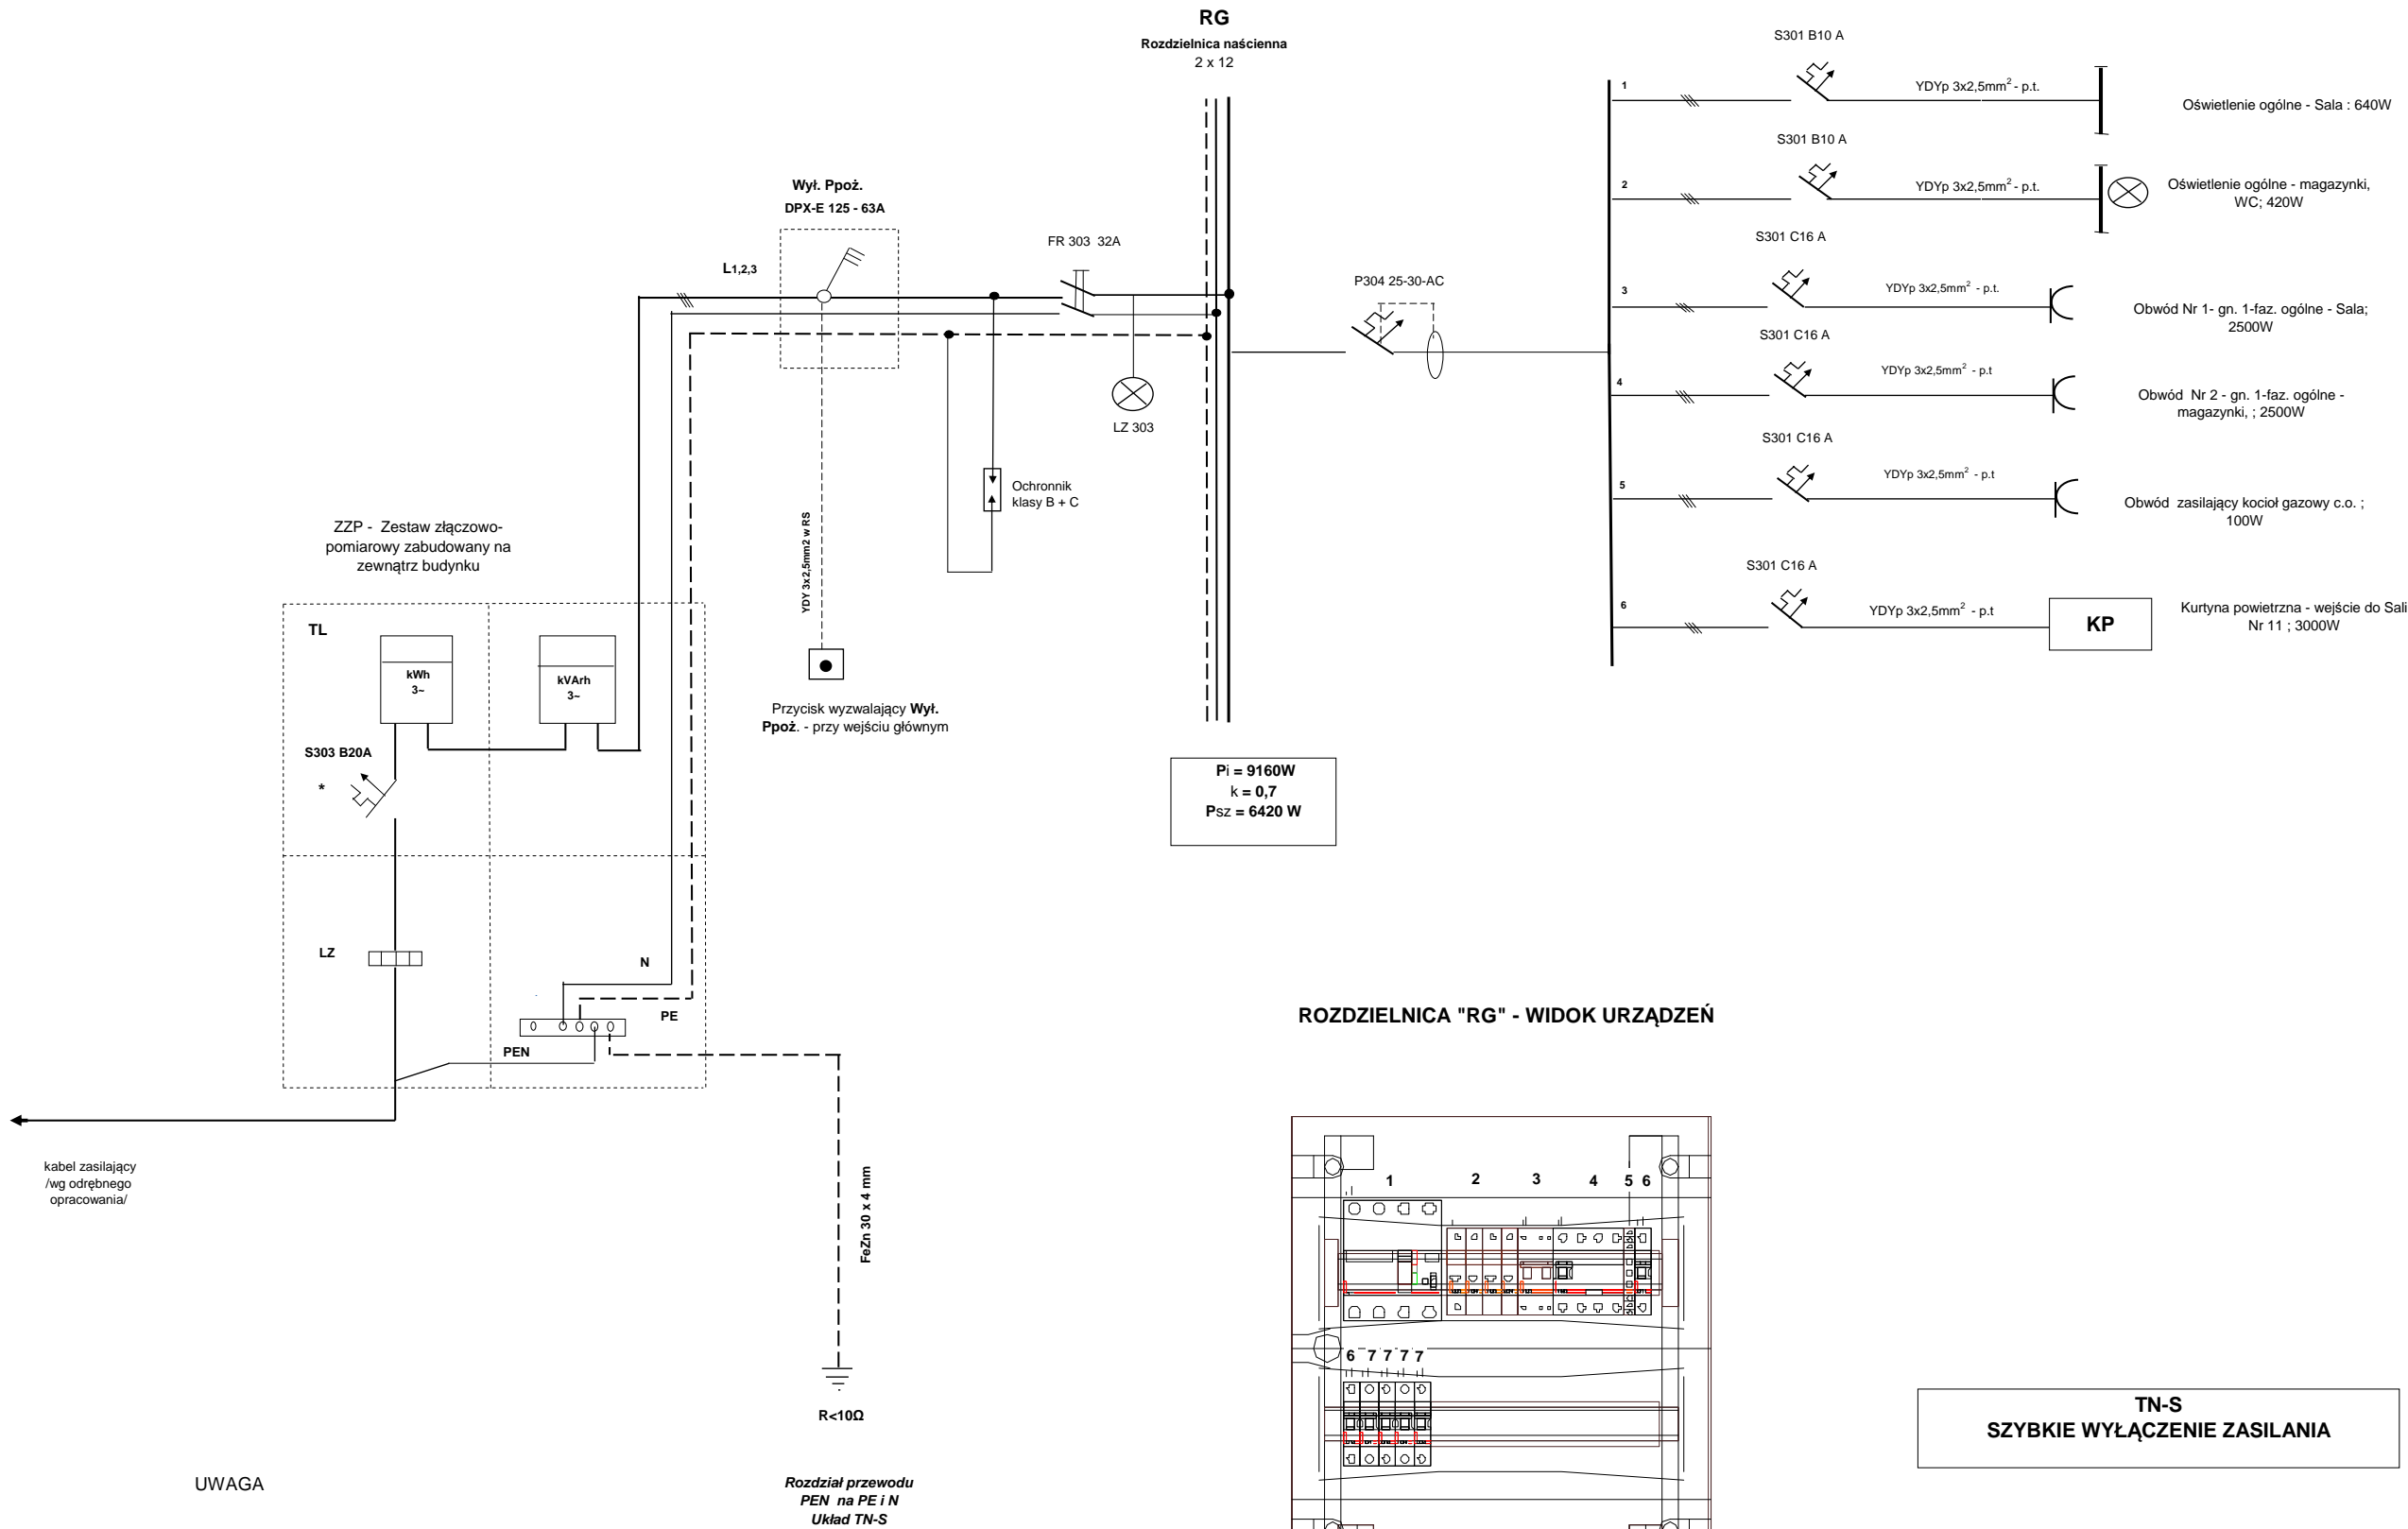 RG
Rozdzielnica naścienna
2 x 12
S301 B10 A
1
YDYp 3x2,5mm² - p.t.
Oświetlenie ogólne - Sala : 640W
S301 B10 A
2
YDYp 3x2,5mm² - p.t.
Oświetlenie ogólne - magazynki,
WC; 420W
S301 C16 A
3
YDYp 3x2,5mm² - p.t.
Obwód Nr 1- gn. 1-faz. ogólne - Sala;
2500W
S301 C16 A
4
YDYp 3x2,5mm² - p.t
Obwód Nr 2 - gn. 1-faz. ogólne -
magazynki, ; 2500W
S301 C16 A
5
YDYp 3x2,5mm² - p.t
Obwód zasilający kocioł gazowy c.o. ;
100W
S301 C16 A
6
YDYp 3x2,5mm² - p.t
KP
Kurtyna powietrzna - wejście do Sali
Nr 11 ; 3000W
Wył. Ppoż.
DPX-E 125 - 63A
L1,2,3
FR 303 32A
P304 25-30-AC
LZ 303
Ochronnik
klasy B + C
YDY 3x2,5mm2 w RS
Przycisk wyzwalający Wył.
Ppoż. - przy wejściu głównym
ZZP - Zestaw złączowo-
pomiarowy zabudowany na
zewnątrz budynku
TL
kWh
3~
kVArh
3~
S303 B20A
*
LZ
N
PE
PEN
Pi = 9160W
k = 0,7
Psz = 6420 W
kabel zasilający
/wg odrębnego
opracowania/
FeZn 30 x 4 mm
R<10Ω
ROZDZIELNICA "RG" - WIDOK URZĄDZEŃ
1 2 3 4 5 6
6 7 7 7 7
TN-S
SZYBKIE WYŁĄCZENIE ZASILANIA
UWAGA
Rozdział przewodu
PEN na PE i N
Układ TN-S